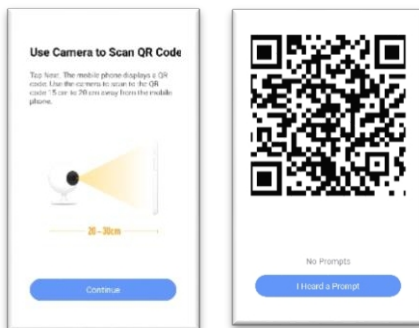 Use Camera to Scan QR Code
Tap Next. The mobile phone displays a QR
code. Use the camera to scan to the QR
code 15 cm to 20 cm away from the mobile
phone.
20~30cm
Continue
No Prompts
I Heard a Prompt